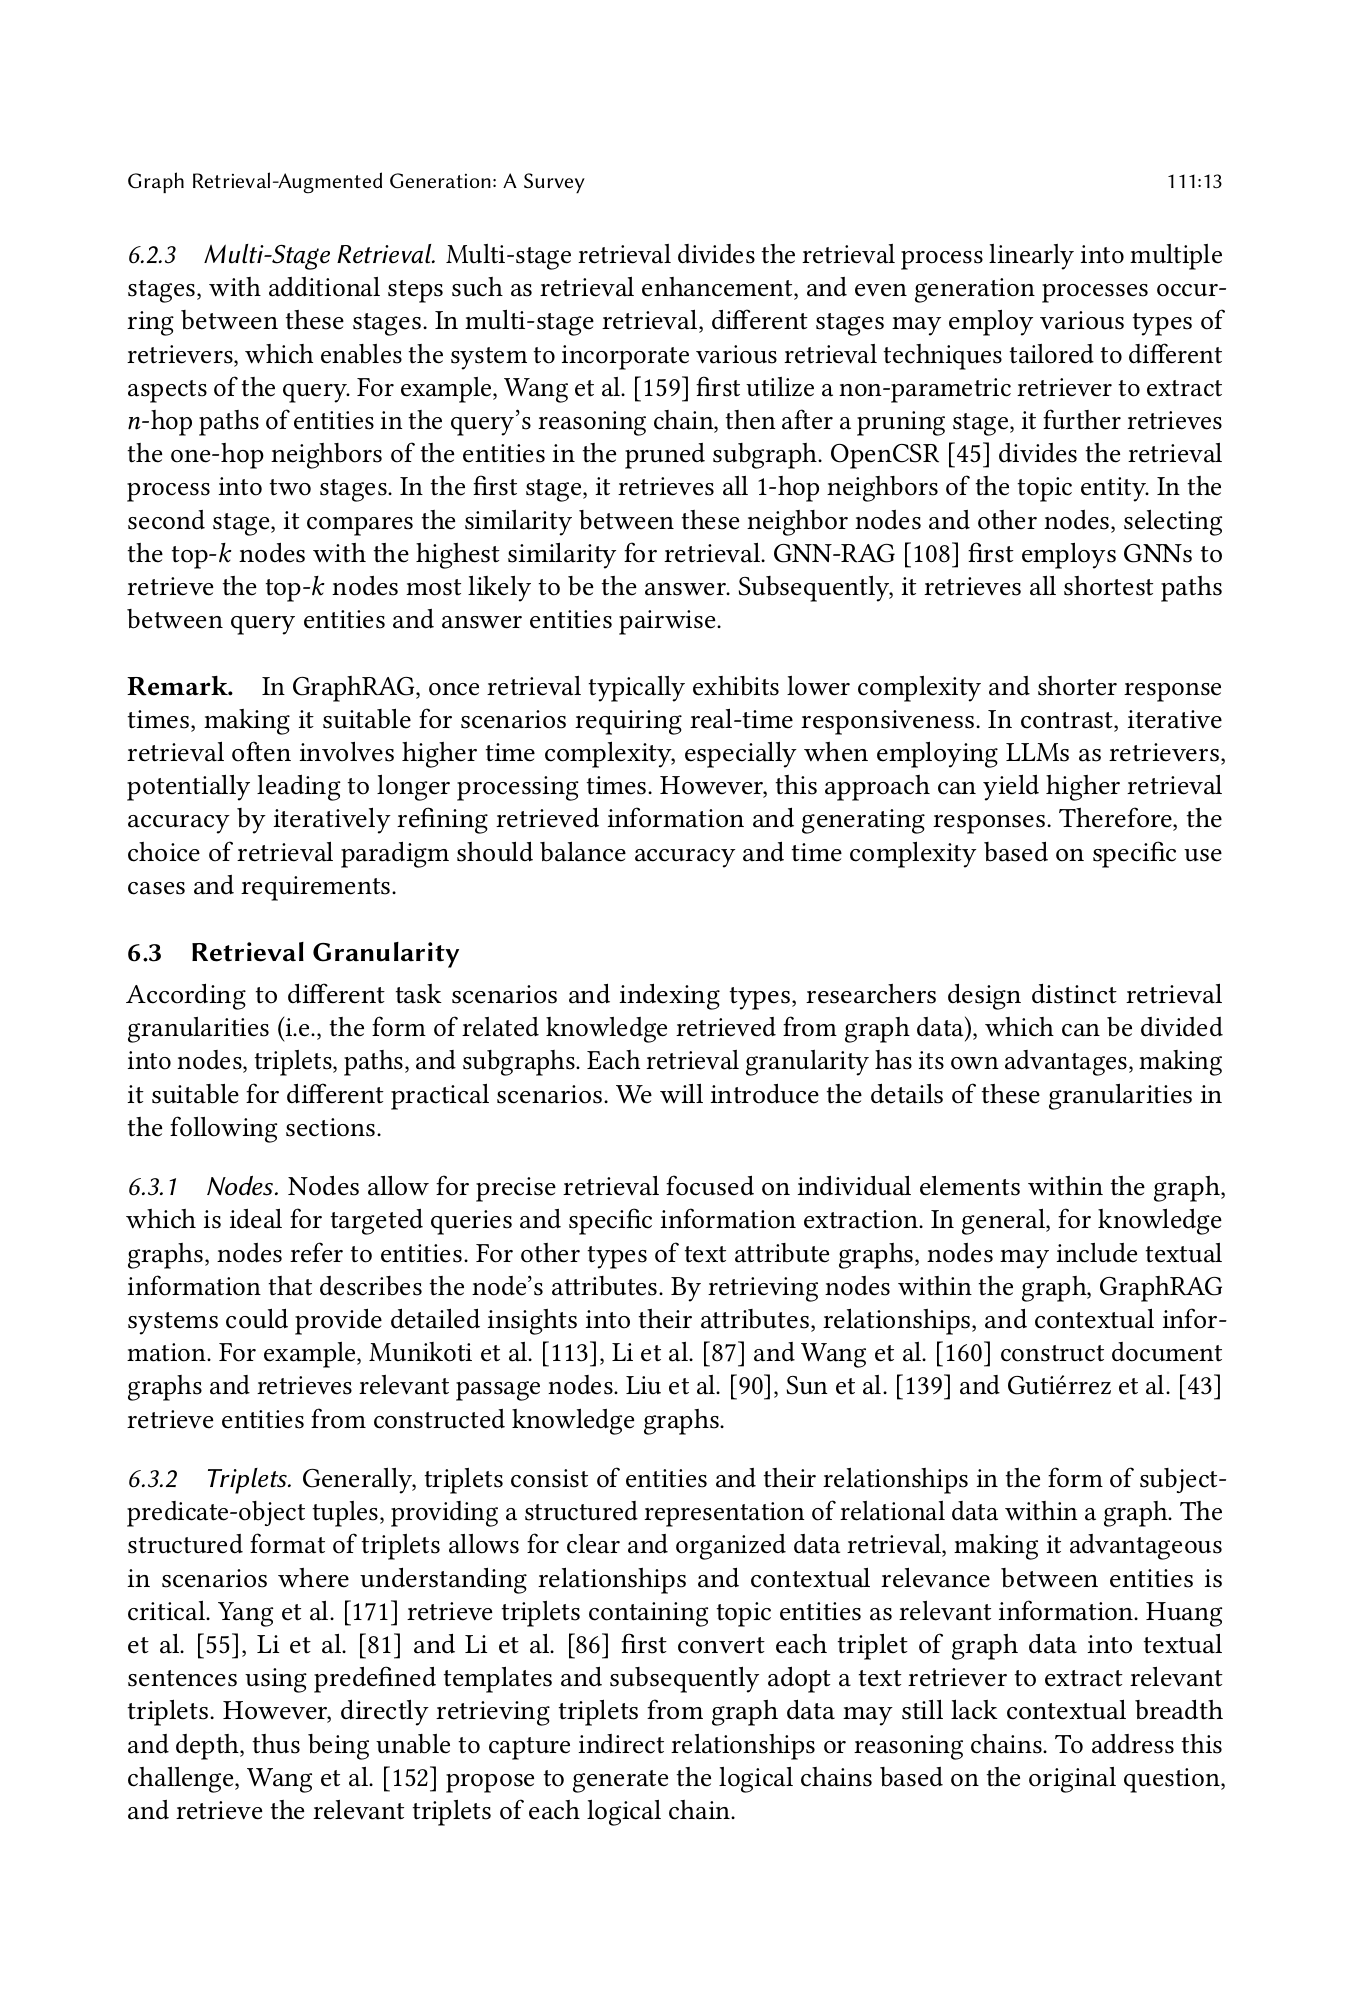 Graph Retrieval-Augmented Generation: A Survey 111:13
6.2.3 Multi-Stage Retrieval. Multi-stage retrieval divides the retrieval process linearly into multiple
stages, with additional steps such as retrieval enhancement, and even generation processes occur-
ring between these stages. In multi-stage retrieval, different stages may employ various types of
retrievers, which enables the system to incorporate various retrieval techniques tailored to different
aspects of the query. For example, Wang et al. [159] first utilize a non-parametric retriever to extract
n-hop paths of entities in the query’s reasoning chain, then after a pruning stage, it further retrieves
the one-hop neighbors of the entities in the pruned subgraph. OpenCSR [45] divides the retrieval
process into two stages. In the first stage, it retrieves all 1-hop neighbors of the topic entity. In the
second stage, it compares the similarity between these neighbor nodes and other nodes, selecting
the top-k nodes with the highest similarity for retrieval. GNN-RAG [108] first employs GNNs to
retrieve the top-k nodes most likely to be the answer. Subsequently, it retrieves all shortest paths
between query entities and answer entities pairwise.
Remark. In GraphRAG, once retrieval typically exhibits lower complexity and shorter response
times, making it suitable for scenarios requiring real-time responsiveness. In contrast, iterative
retrieval often involves higher time complexity, especially when employing LLMs as retrievers,
potentially leading to longer processing times. However, this approach can yield higher retrieval
accuracy by iteratively refining retrieved information and generating responses. Therefore, the
choice of retrieval paradigm should balance accuracy and time complexity based on specific use
cases and requirements.
6.3 Retrieval Granularity
According to different task scenarios and indexing types, researchers design distinct retrieval
granularities (i.e., the form of related knowledge retrieved from graph data), which can be divided
into nodes, triplets, paths, and subgraphs. Each retrieval granularity has its own advantages, making
it suitable for different practical scenarios. We will introduce the details of these granularities in
the following sections.
6.3.1 Nodes. Nodes allow for precise retrieval focused on individual elements within the graph,
which is ideal for targeted queries and specific information extraction. In general, for knowledge
graphs, nodes refer to entities. For other types of text attribute graphs, nodes may include textual
information that describes the node’s attributes. By retrieving nodes within the graph, GraphRAG
systems could provide detailed insights into their attributes, relationships, and contextual infor-
mation. For example, Munikoti et al. [113], Li et al. [87] and Wang et al. [160] construct document
graphs and retrieves relevant passage nodes. Liu et al. [90], Sun et al. [139] and Gutiérrez et al. [43]
retrieve entities from constructed knowledge graphs.
6.3.2 Triplets. Generally, triplets consist of entities and their relationships in the form of subject-
predicate-object tuples, providing a structured representation of relational data within a graph. The
structured format of triplets allows for clear and organized data retrieval, making it advantageous
in scenarios where understanding relationships and contextual relevance between entities is
critical. Yang et al. [171] retrieve triplets containing topic entities as relevant information. Huang
et al. [55], Li et al. [81] and Li et al. [86] first convert each triplet of graph data into textual
sentences using predefined templates and subsequently adopt a text retriever to extract relevant
triplets. However, directly retrieving triplets from graph data may still lack contextual breadth
and depth, thus being unable to capture indirect relationships or reasoning chains. To address this
challenge, Wang et al. [152] propose to generate the logical chains based on the original question,
and retrieve the relevant triplets of each logical chain.